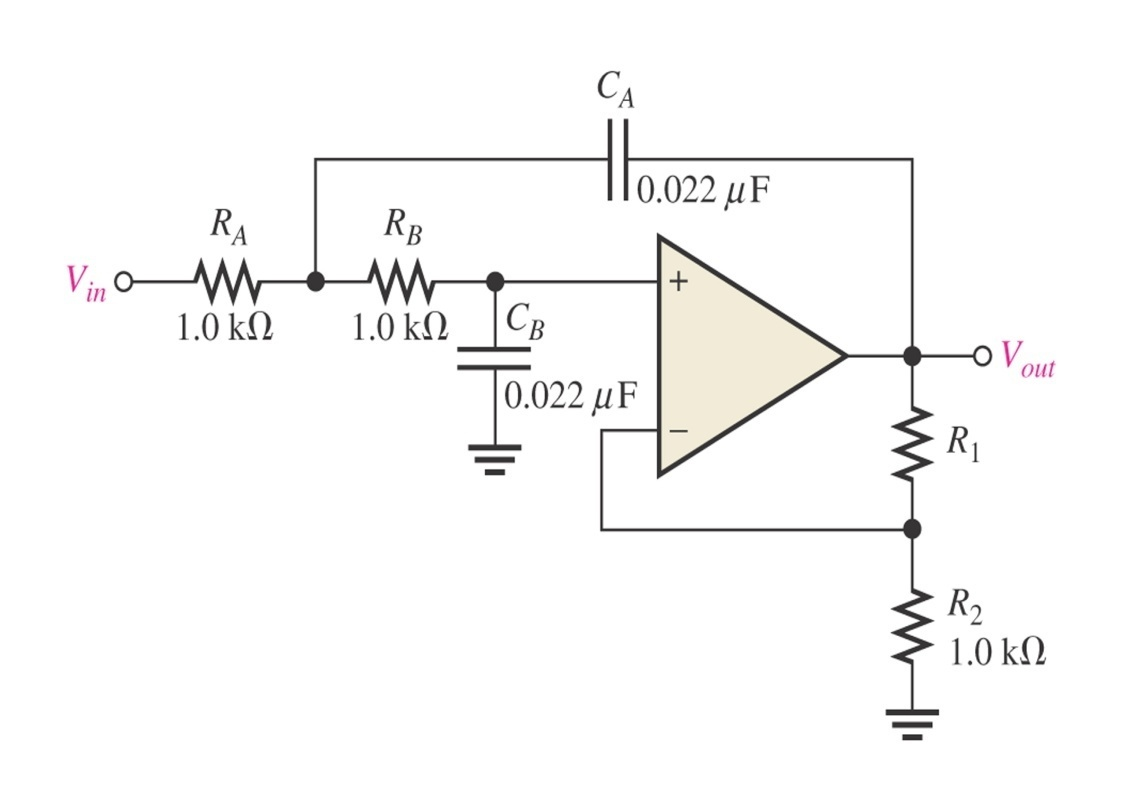 C_A
0.022 μF
R_A
R_B
V_in
1.0 kΩ
1.0 kΩ
+
C_B
0.022 μF
V_out
−
R_1
R_2
1.0 kΩ